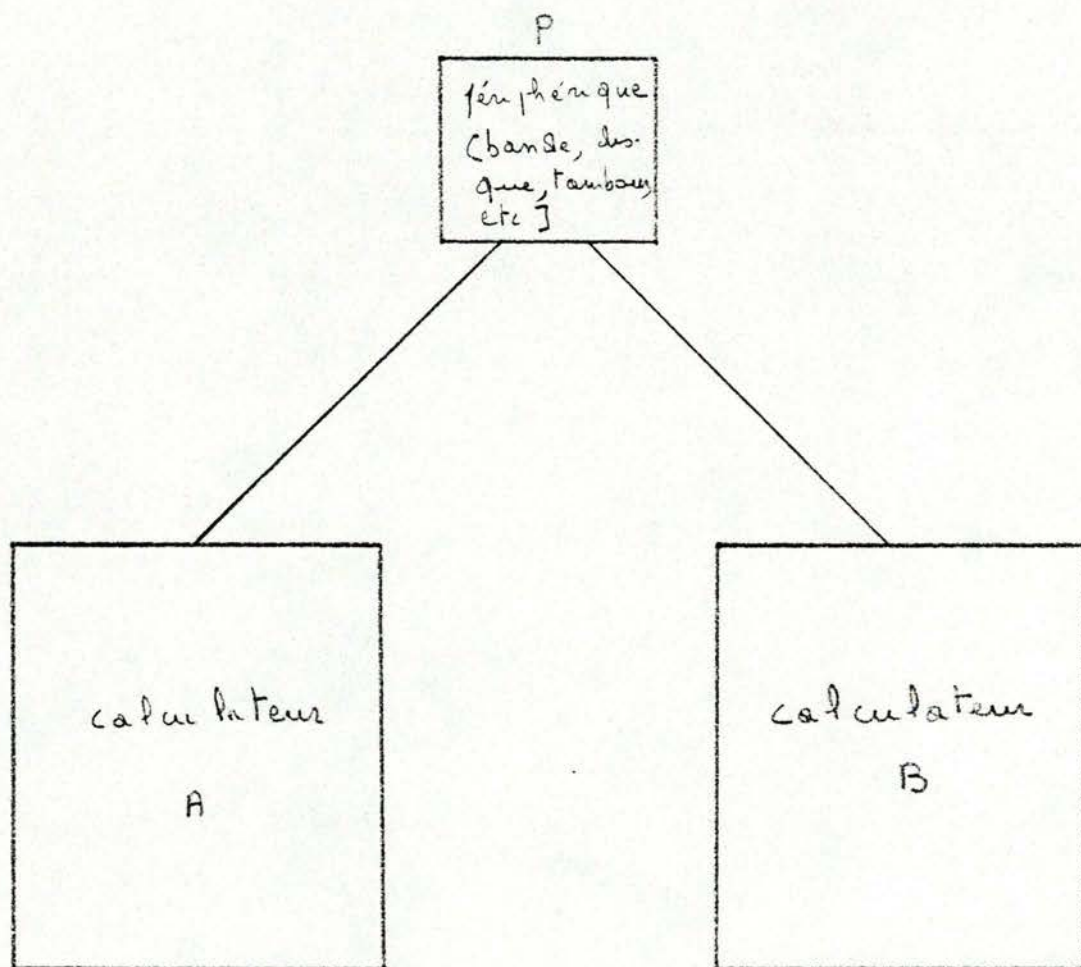 P
périphérique
(bande, dis-
que, tambour,
etc ]
calculateur
A
calculateur
B